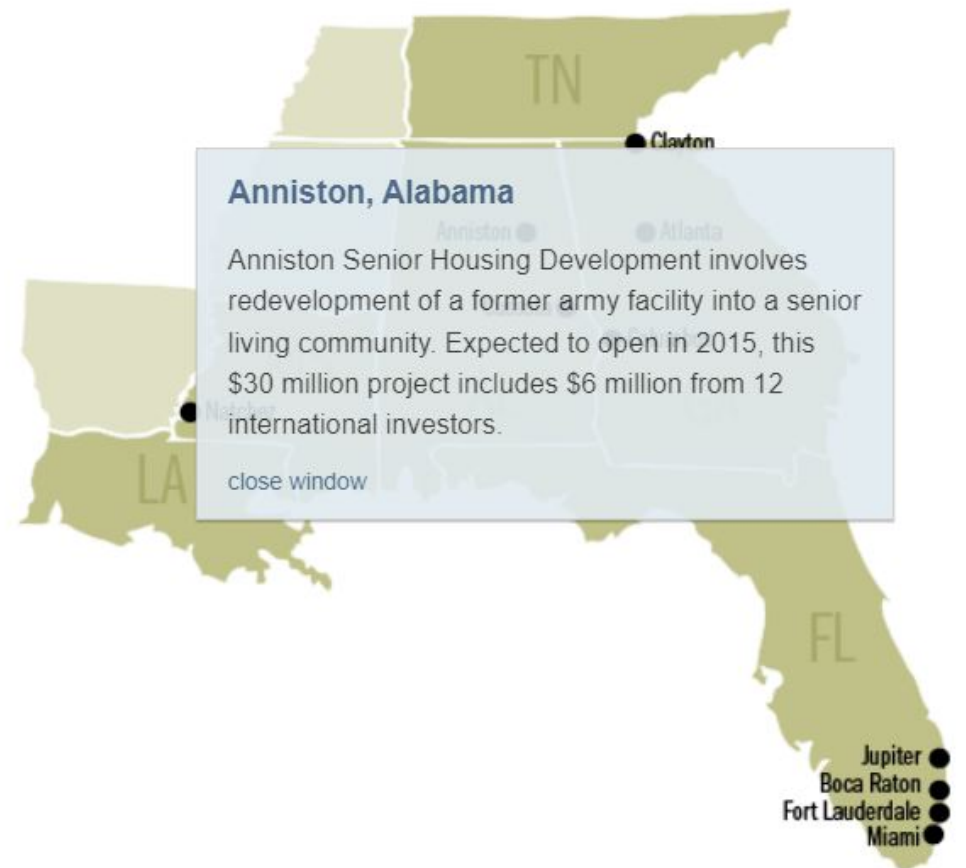 TN
Clayton
Anniston, Alabama
Anniston
Atlanta
Anniston Senior Housing Development involves
redevelopment of a former army facility into a senior
living community. Expected to open in 2015, this
$30 million project includes $6 million from 12
international investors.
Natchez
LA
close window
FL
Jupiter
Boca Raton
Fort Lauderdale
Miami